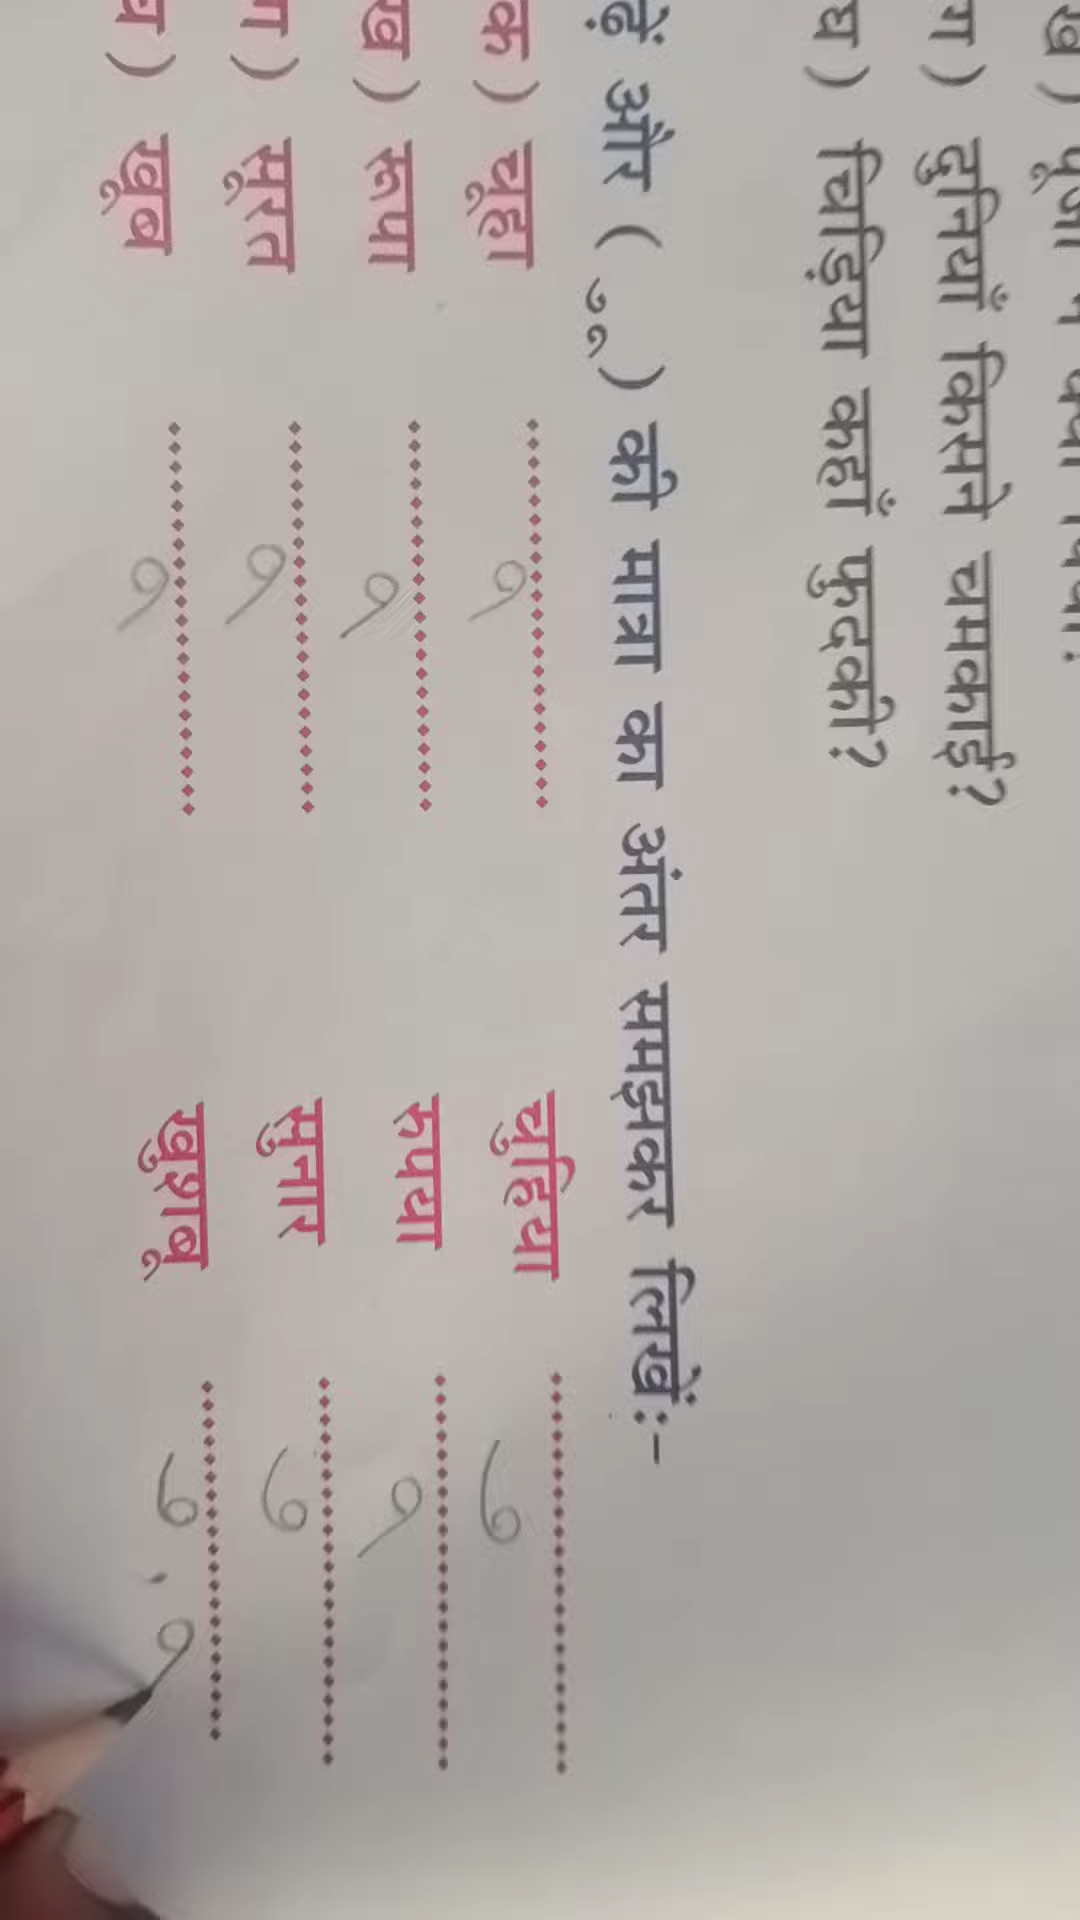 ख) पूजा ने क्या किया?
ग) दुनियाँ किसने चमकाई?
घ) चिड़िया कहाँ फुदकी?
और ( ु ू ) की मात्रा का अंतर समझकर लिखें:-
क) चूहा .................... ू चुहिया .................... ु
ख) रूपा .................... ू रुपया .................... ू
ग) सूरत .................... ू सुनार .................... ु
घ) खूब .................... ू खुशबू .................... ु, ू